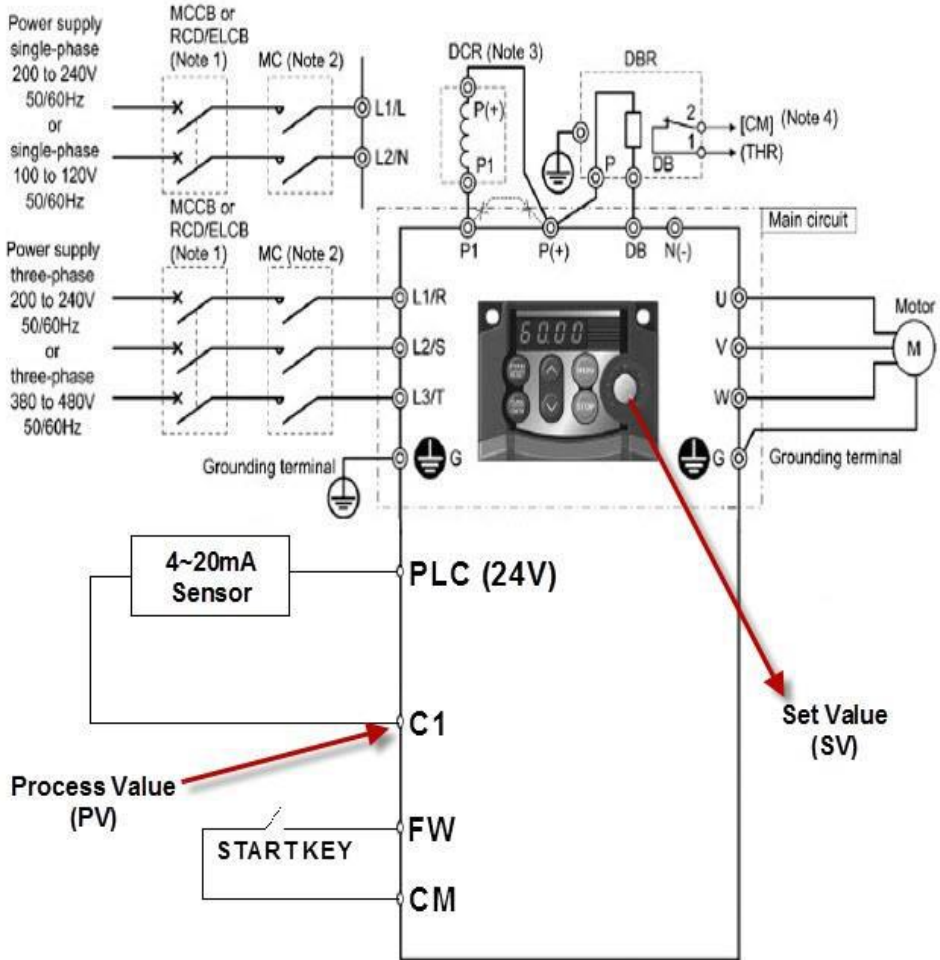 Power supply
single-phase
200 to 240V
50/60Hz
or
single-phase
100 to 120V
50/60Hz
MCCB or
RCD/ELCB
(Note 1)
MC (Note 2)
L1/L
L2/N
DCR (Note 3)
P(+)
P1
DBR
2
1
[CM] (Note 4)
(THR)
P
DB
Main circuit
P1
P(+)
DB
N(-)
Power supply
three-phase
200 to 240V
50/60Hz
or
three-phase
380 to 480V
50/60Hz
MCCB or
RCD/ELCB
(Note 1)
MC (Note 2)
L1/R
L2/S
L3/T
Grounding terminal
G
60.00
STOP
U
V
W
G
Motor
M
Grounding terminal
4~20mA
Sensor
PLC (24V)
C1
Set Value
(SV)
Process Value
(PV)
START KEY
FW
CM